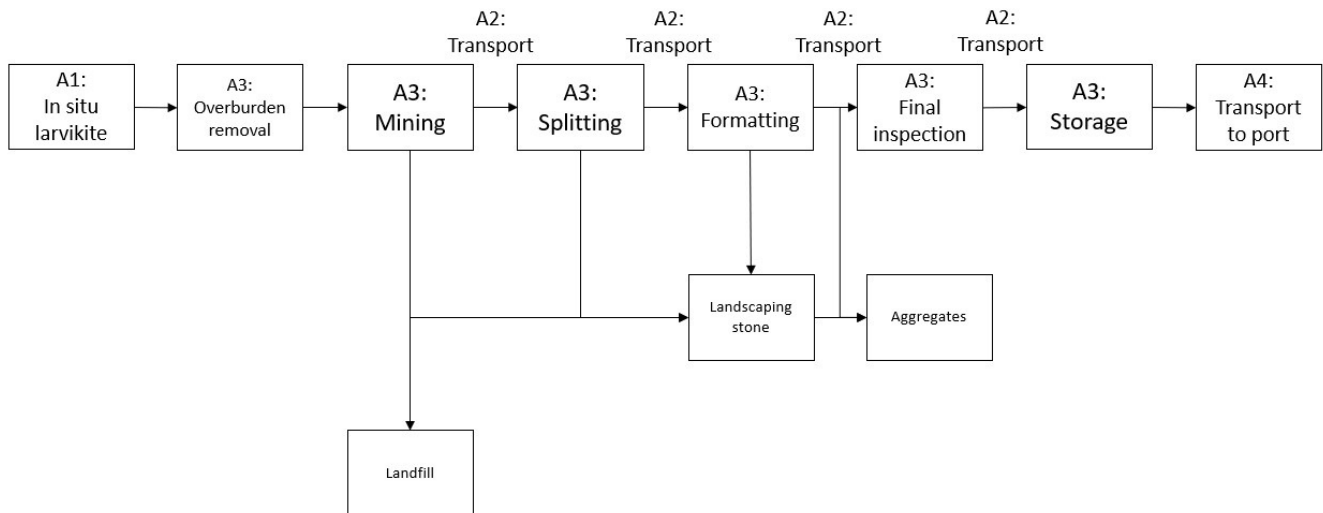 A2:
Transport
A2:
Transport
A2:
Transport
A2:
Transport
A1:
In situ
larvikite
A3:
Overburden
removal
A3:
Mining
A3:
Splitting
A3:
Formatting
A3:
Final
inspection
A3:
Storage
A4:
Transport
to port
Landscaping
stone
Aggregates
Landfill